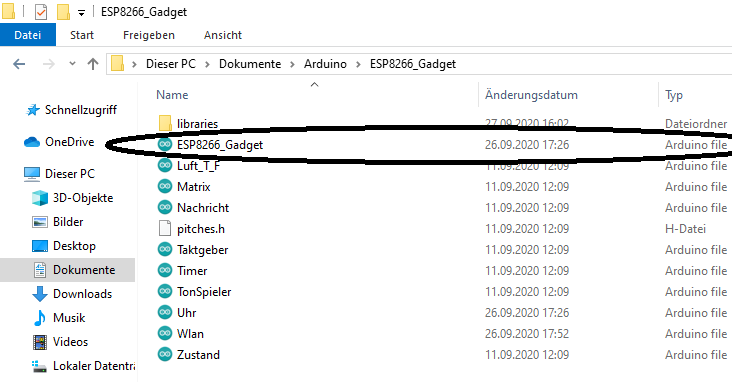 ESP8266_Gadget
Datei Start Freigeben Ansicht
Dieser PC Dokumente Arduino ESP8266_Gadget
Name Änderungsdatum Typ
Schnellzugriff
OneDrive
Dieser PC
3D-Objekte
Bilder
Desktop
Dokumente
Downloads
Musik
Videos
Lokaler Datentr
libraries 27.09.2020 16:02 Dateiordner
ESP8266_Gadget 26.09.2020 17:26 Arduino file
Luft_T_F 11.09.2020 12:09 Arduino file
Matrix 11.09.2020 12:09 Arduino file
Nachricht 11.09.2020 12:09 Arduino file
pitches.h 11.09.2020 12:09 H-Datei
Taktgeber 11.09.2020 12:09 Arduino file
Timer 11.09.2020 12:09 Arduino file
TonSpieler 11.09.2020 12:09 Arduino file
Uhr 26.09.2020 17:26 Arduino file
Wlan 26.09.2020 17:52 Arduino file
Zustand 11.09.2020 12:09 Arduino file